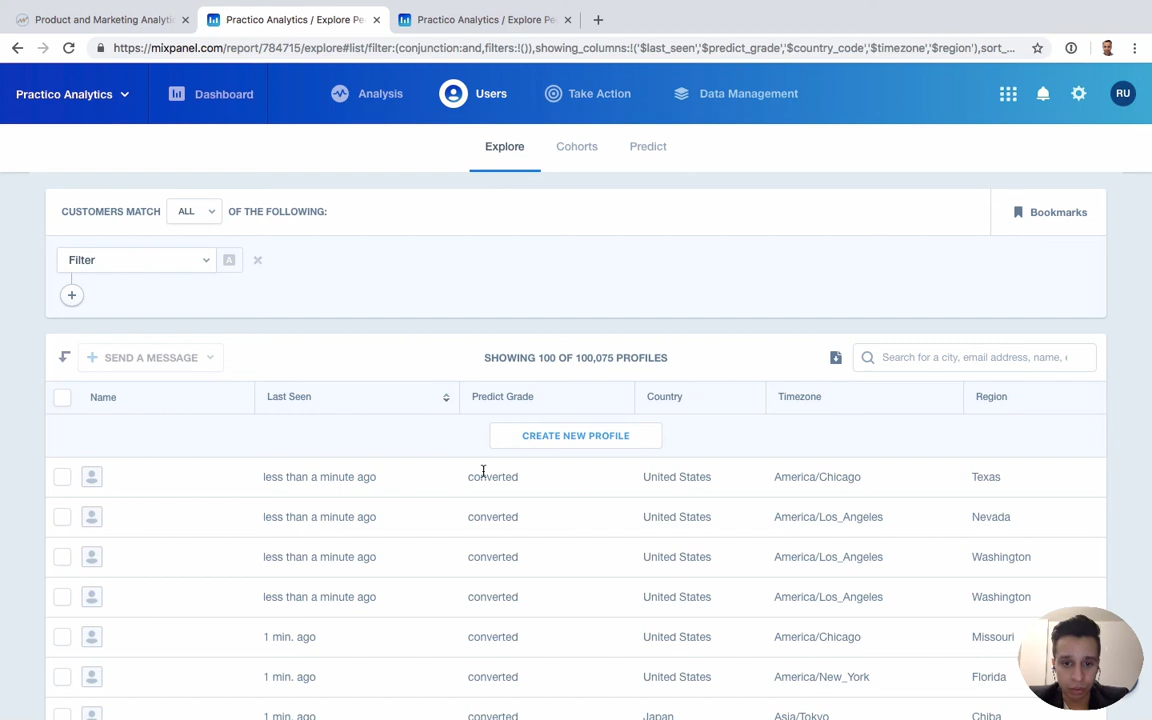 Product and Marketing Analytic
Practico Analytics / Explore Pe
Practico Analytics / Explore Pe
https://mixpanel.com/report/784715/explore#list/filter:(conjunction:and,filters:!()),showing_columns:!('$last_seen','$predict_grade','$country_code','$timezone','$region'),sort_...
Practico Analytics
Dashboard
Analysis
Users
Take Action
Data Management
RU
Explore
Cohorts
Predict
CUSTOMERS MATCH ALL OF THE FOLLOWING:
Bookmarks
Filter
A
SEND A MESSAGE
SHOWING 100 OF 100,075 PROFILES
Search for a city, email address, name,
Name Last Seen Predict Grade Country Timezone Region
CREATE NEW PROFILE
less than a minute ago converted United States America/Chicago Texas
less than a minute ago converted United States America/Los_Angeles Nevada
less than a minute ago converted United States America/Los_Angeles Washington
less than a minute ago converted United States America/Los_Angeles Washington
1 min. ago converted United States America/Chicago Missouri
1 min. ago converted United States America/New_York Florida
1 min. ago converted Japan Asia/Tokyo Chiba